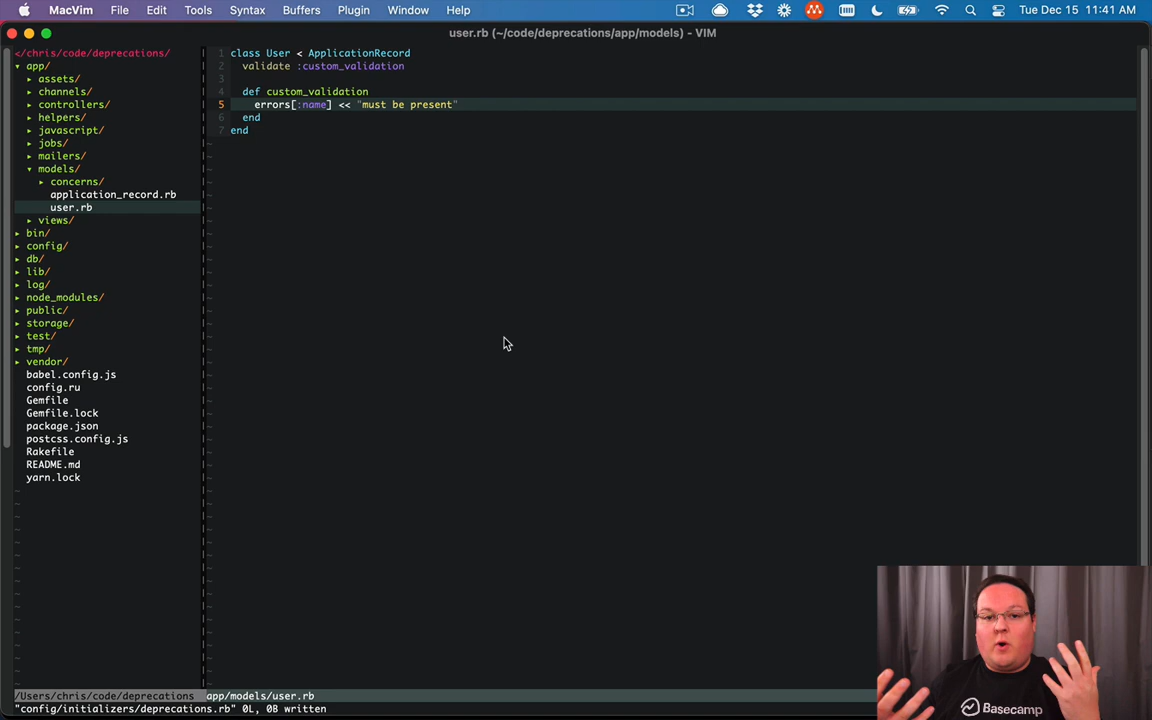 MacVim File Edit Tools Syntax Buffers Plugin Window Help Tue Dec 15 11:41 AM
user.rb (~/code/deprecations/app/models) - VIM
</chris/code/deprecations/
▾ app/
▸ assets/
▸ channels/
▸ controllers/
▸ helpers/
▸ javascript/
▸ jobs/
▸ mailers/
▾ models/
▸ concerns/
application_record.rb
user.rb
▸ views/
▸ bin/
▸ config/
▸ db/
▸ lib/
▸ log/
▸ node_modules/
▸ public/
▸ storage/
▸ test/
▸ tmp/
▸ vendor/
babel.config.js
config.ru
Gemfile
Gemfile.lock
package.json
postcss.config.js
Rakefile
README.md
yarn.lock
1 class User < ApplicationRecord
2 validate :custom_validation
3
4 def custom_validation
5 errors[:name] << "must be present"
6 end
7 end
/Users/chris/code/deprecations app/models/user.rb
"config/initializers/deprecations.rb" 0L, 0B written
Basecamp